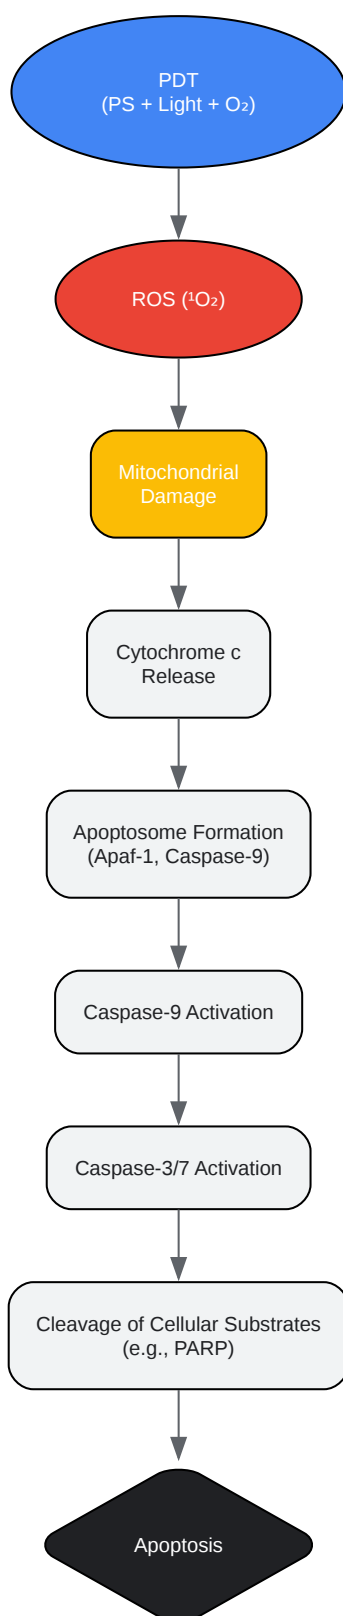 PDT
(PS + Light + O₂)
ROS (¹O₂)
Mitochondrial
Damage
Cytochrome c
Release
Apoptosome Formation
(Apaf-1, Caspase-9)
Caspase-9 Activation
Caspase-3/7 Activation
Cleavage of Cellular Substrates
(e.g., PARP)
Apoptosis